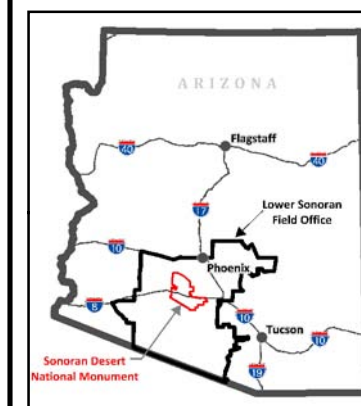 ARIZONA
Flagstaff
40
40
17
Lower Sonoran
Field Office
10
Phoenix
8
10
Tucson
10
Sonoran Desert
National Monument
19